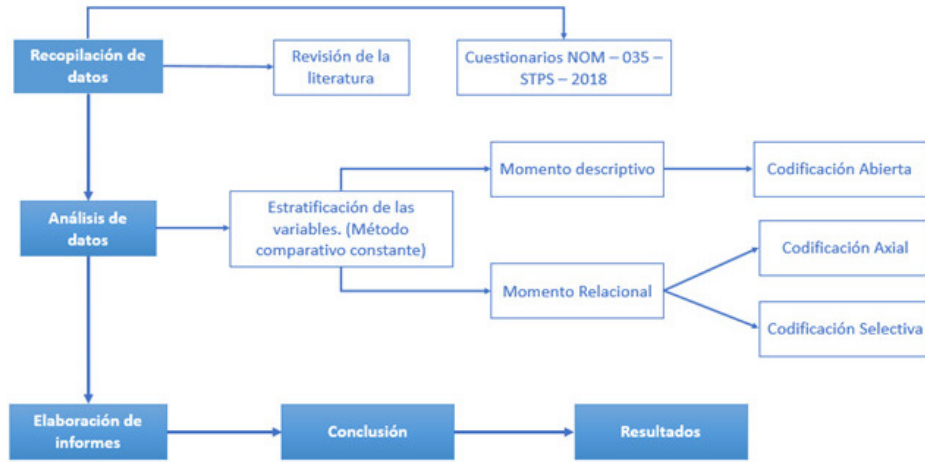 Recopilación de
datos
Revisión de la
literatura
Cuestionarios NOM – 035 –
STPS – 2018
Momento descriptivo
Codificación Abierta
Análisis de
datos
Estratificación de las
variables. (Método
comparativo constante)
Codificación Axial
Momento Relacional
Codificación Selectiva
Elaboración de
informes
Conclusión
Resultados